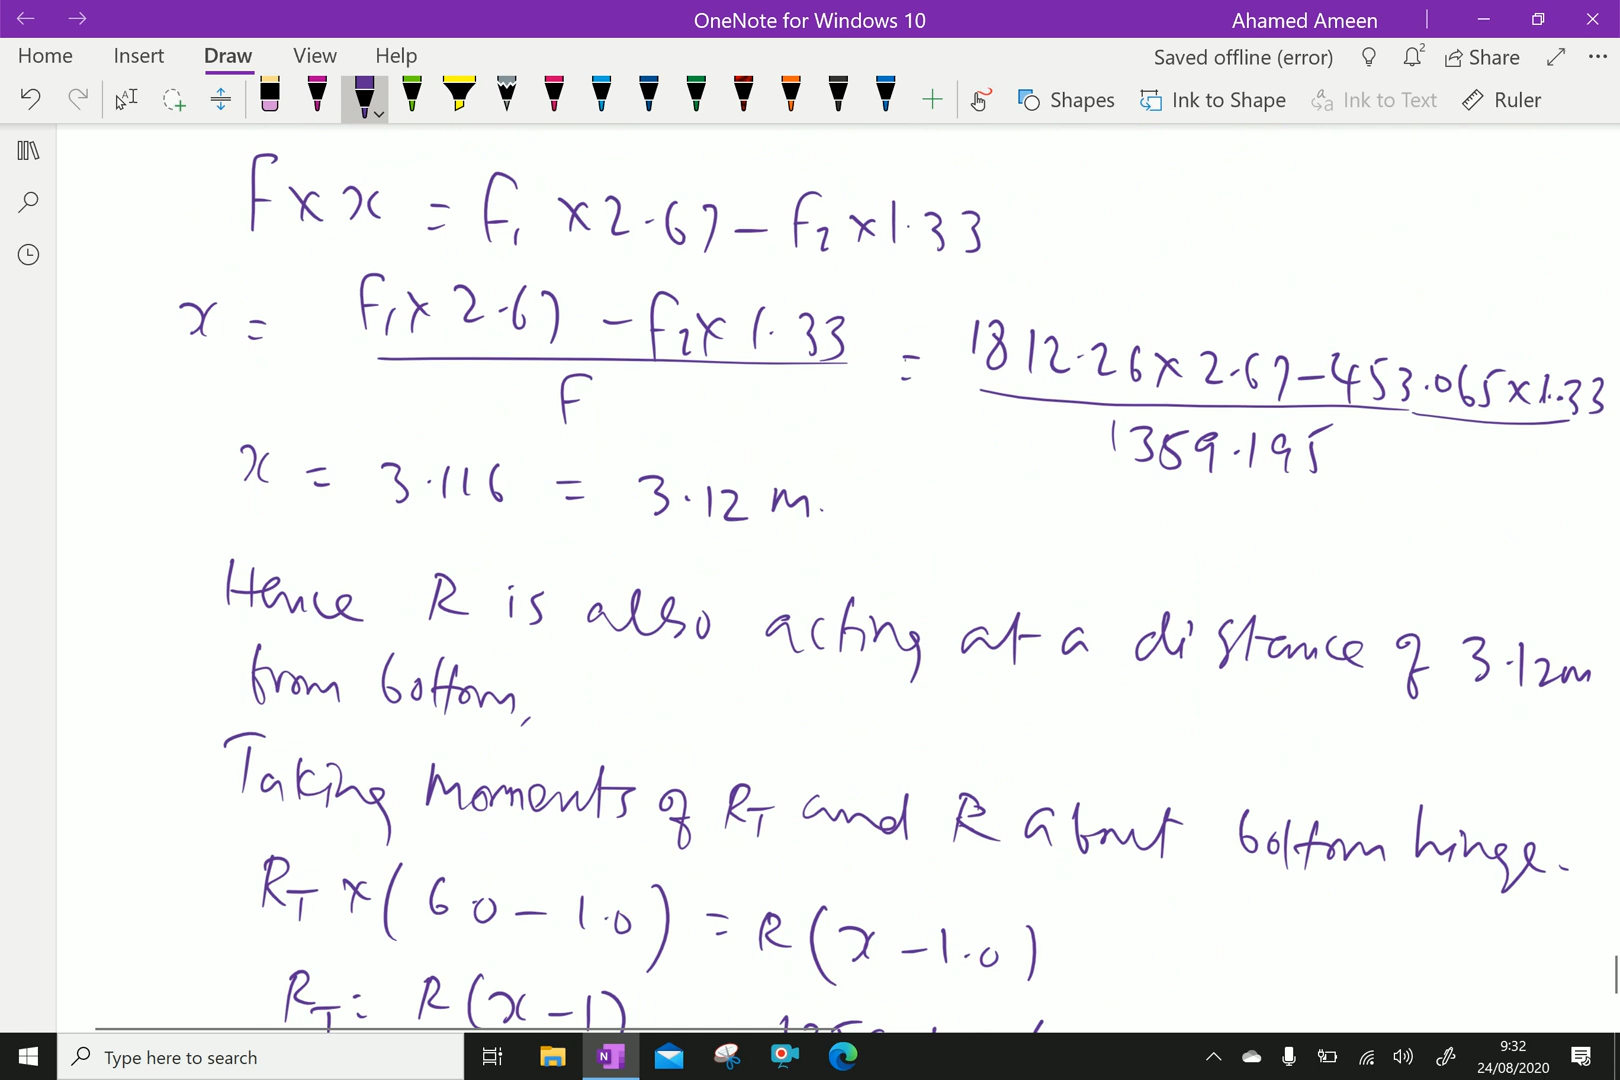 OneNote for Windows 10
Ahamed Ameen
Home Insert Draw View Help
Saved offline (error) 2 Share
Shapes Ink to Shape Ink to Text Ruler
F × x = F₁ × 2.67 – F₂ × 1.33
x = F₁ × 2.67 – F₂ × 1.33 / F = 1812.26 × 2.67 – 453.065 × 1.33 / 1359.195
x = 3.116 = 3.12 m.
Hence R is also acting at a distance of 3.12m
from bottom,
Taking moments of R_T and R about bottom hinge.
R_T × (6 0 – 1.0) = R (x – 1.0)
R_T = R (x – 1)
Type here to search
9:32
24/08/2020